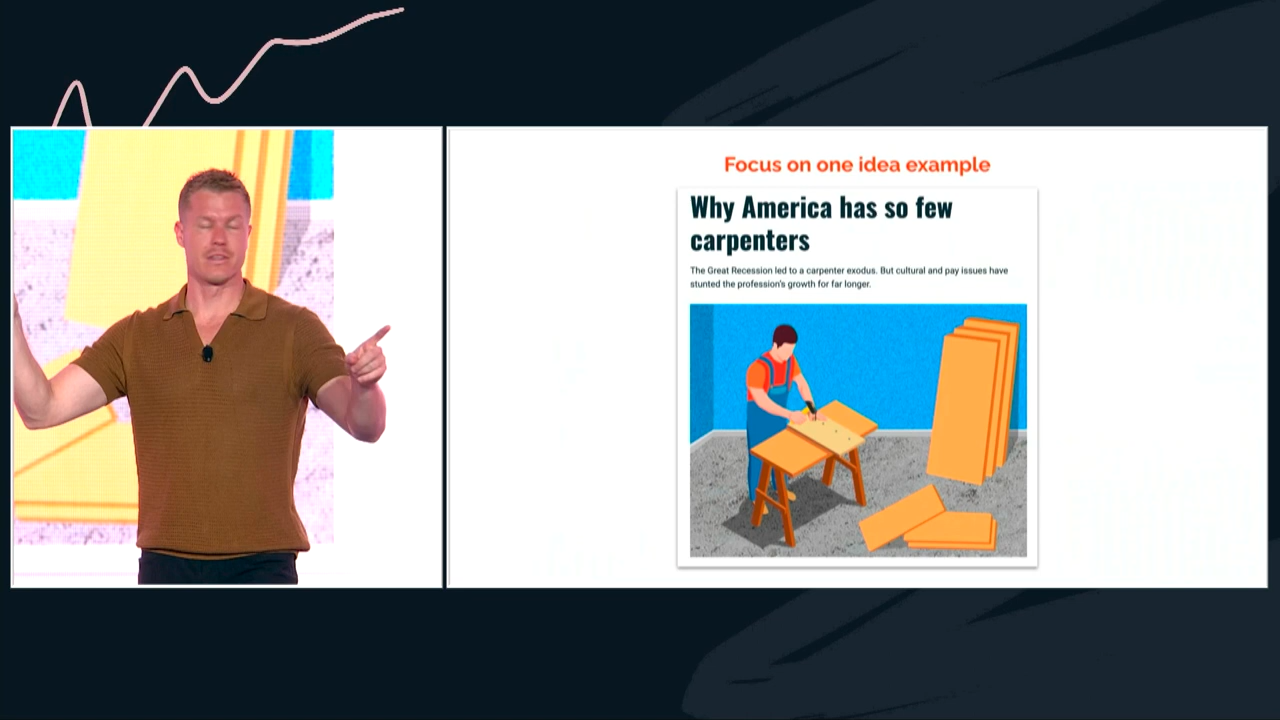 Focus on one idea example
Why America has so few
carpenters
The Great Recession led to a carpenter exodus. But cultural and pay issues have
stunted the profession's growth for far longer.